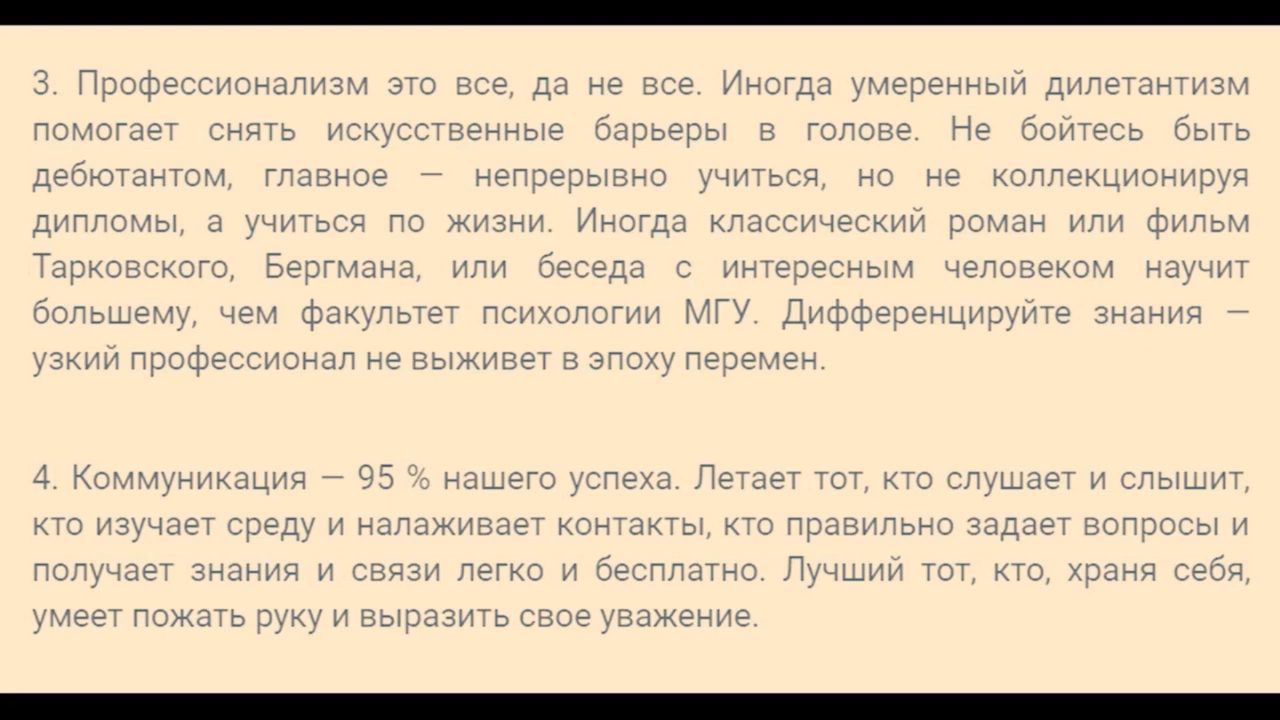 3. Профессионализм это все, да не все. Иногда умеренный дилетантизм
помогает снять искусственные барьеры в голове. Не бойтесь быть
дебютантом, главное — непрерывно учиться, но не коллекционируя
дипломы, а учиться по жизни. Иногда классический роман или фильм
Тарковского, Бергмана, или беседа с интересным человеком научит
большему, чем факультет психологии МГУ. Дифференцируйте знания —
узкий профессионал не выживет в эпоху перемен.
4. Коммуникация — 95 % нашего успеха. Летает тот, кто слушает и слышит,
кто изучает среду и налаживает контакты, кто правильно задает вопросы и
получает знания и связи легко и бесплатно. Лучший тот, кто, храня себя,
умеет пожать руку и выразить свое уважение.